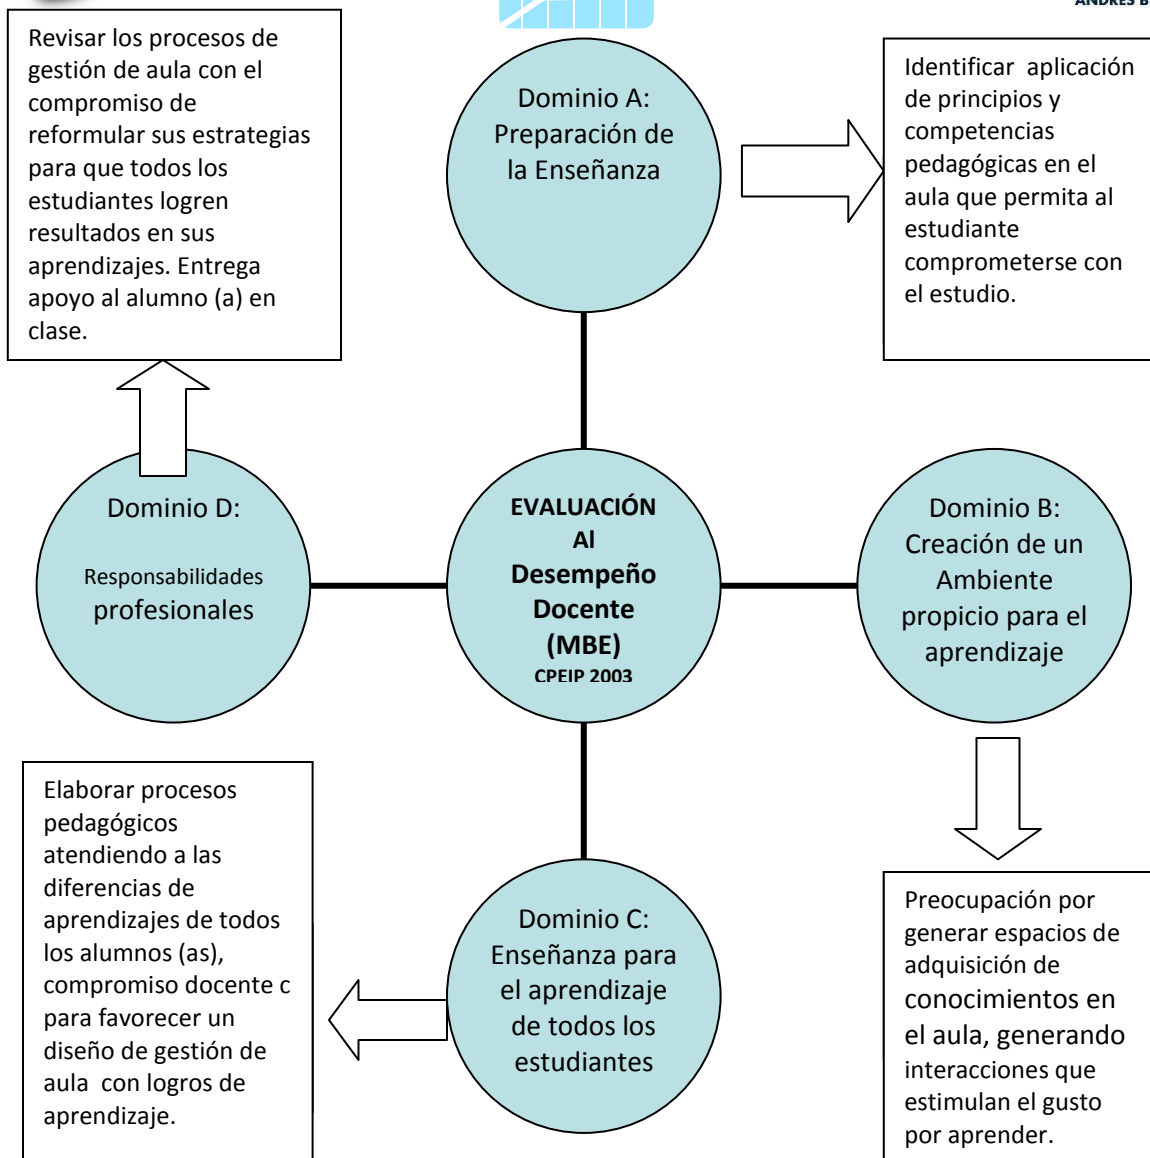 ANDRÉS B
Revisar los procesos de
gestión de aula con el
compromiso de
reformular sus estrategias
para que todos los
estudiantes logren
resultados en sus
aprendizajes. Entrega
apoyo al alumno (a) en
clase.
Dominio A:
Preparación de
la Enseñanza
Identificar aplicación
de principios y
competencias
pedagógicas en el
aula que permita al
estudiante
comprometerse con
el estudio.
Dominio D:
Responsabilidades
profesionales
EVALUACIÓN
Al
Desempeño
Docente
(MBE)
CPEIP 2003
Dominio B:
Creación de un
Ambiente
propicio para el
aprendizaje
Elaborar procesos
pedagógicos
atendiendo a las
diferencias de
aprendizajes de todos
los alumnos (as),
compromiso docente c
para favorecer un
diseño de gestión de
aula con logros de
aprendizaje.
Dominio C:
Enseñanza para
el aprendizaje
de todos los
estudiantes
Preocupación por
generar espacios de
adquisición de
conocimientos en
el aula, generando
interacciones que
estimulan el gusto
por aprender.